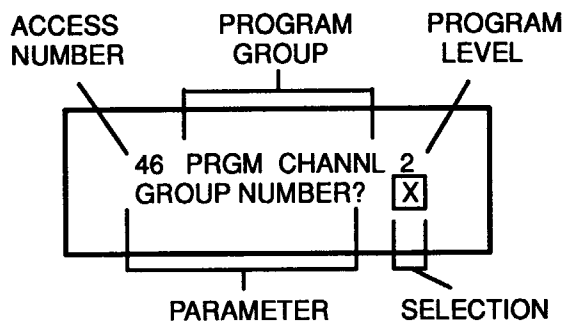 ACCESS NUMBER
PROGRAM GROUP
PROGRAM LEVEL
46 PRGM CHANNL 2
GROUP NUMBER? X
PARAMETER
SELECTION